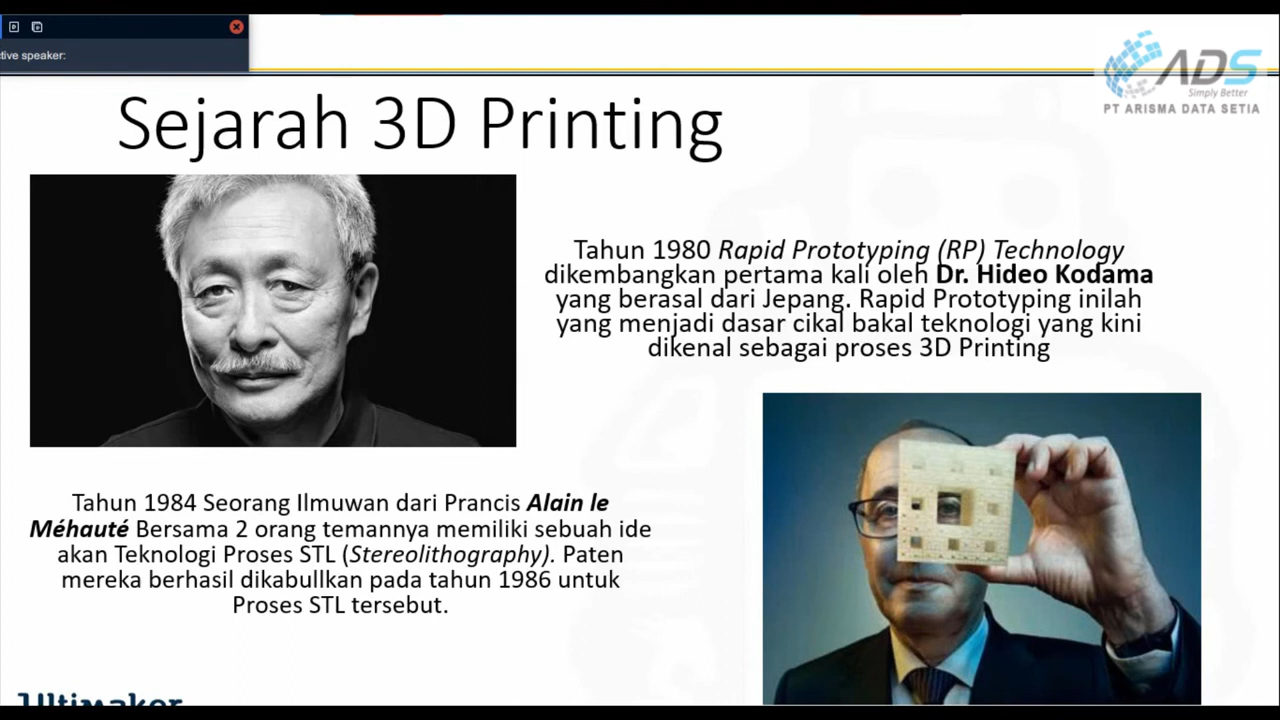 tive speaker:
ADS
Simply Better
PT ARISMA DATA SETIA
Sejarah 3D Printing
Tahun 1980 Rapid Prototyping (RP) Technology
dikembangkan pertama kali oleh Dr. Hideo Kodama
yang berasal dari Jepang. Rapid Prototyping inilah
yang menjadi dasar cikal bakal teknologi yang kini
dikenal sebagai proses 3D Printing
Tahun 1984 Seorang Ilmuwan dari Prancis Alain le
Méhauté Bersama 2 orang temannya memiliki sebuah ide
akan Teknologi Proses STL (Stereolithography). Paten
mereka berhasil dikabullkan pada tahun 1986 untuk
Proses STL tersebut.
Ultimaker